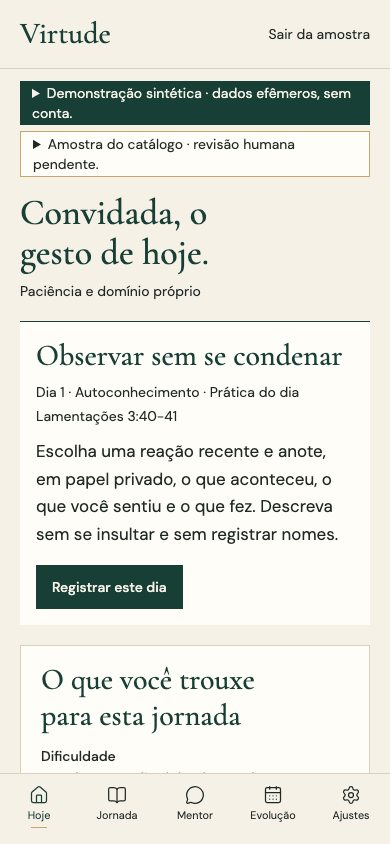 Virtude
Sair da amostra
▶ Demonstração sintética · dados efêmeros, sem
conta.
▶ Amostra do catálogo · revisão humana
pendente.
Convidada, o
gesto de hoje.
Paciência e domínio próprio
Observar sem se condenar
Dia 1 · Autoconhecimento · Prática do dia
Lamentações 3:40-41
Escolha uma reação recente e anote,
em papel privado, o que aconteceu, o
que você sentiu e o que fez. Descreva
sem se insultar e sem registrar nomes.
Registrar este dia
O que você trouxe
para esta jornada
Dificuldade
Hoje
Jornada
Mentor
Evolução
Ajustes